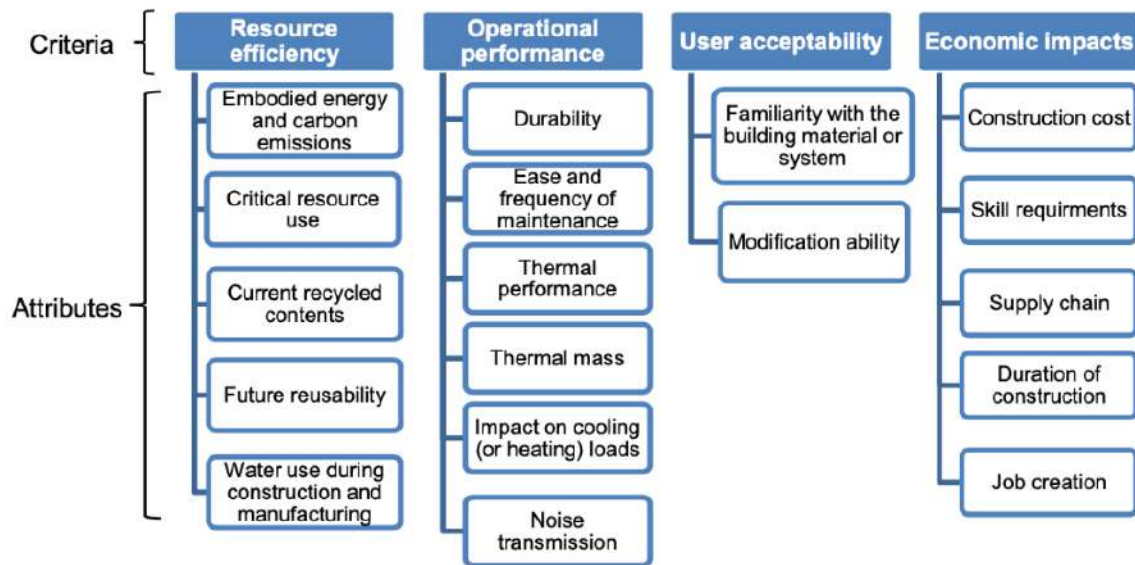 Criteria
Resource
efficiency
Operational
performance
User acceptability
Economic impacts
Attributes
Embodied energy
and carbon
emissions
Critical resource
use
Current recycled
contents
Future reusability
Water use during
construction and
manufacturing
Durability
Ease and
frequency of
maintenance
Thermal
performance
Thermal mass
Impact on cooling
(or heating) loads
Noise
transmission
Familiarity with the
building material or
system
Modification ability
Construction cost
Skill requirments
Supply chain
Duration of
construction
Job creation